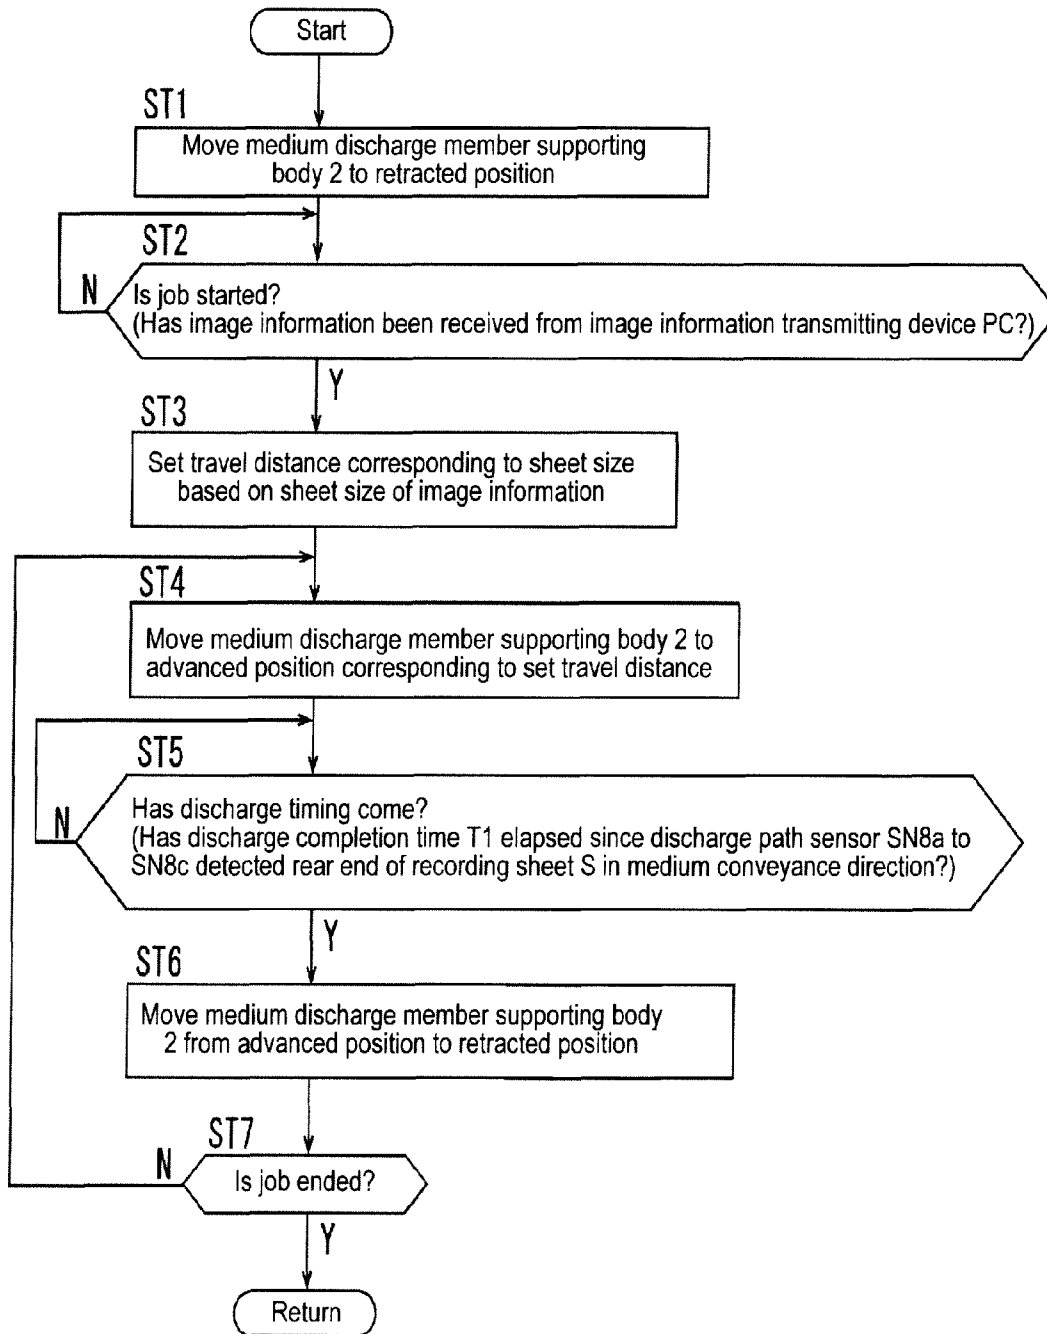 Start
ST1
Move medium discharge member supporting
body 2 to retracted position
ST2
N
Is job started?
(Has image information been received from image information transmitting device PC?)
Y
ST3
Set travel distance corresponding to sheet size
based on sheet size of image information
ST4
Move medium discharge member supporting body 2 to
advanced position corresponding to set travel distance
ST5
N
Has discharge timing come?
(Has discharge completion time T1 elapsed since discharge path sensor SN8a to
SN8c detected rear end of recording sheet S in medium conveyance direction?)
Y
ST6
Move medium discharge member supporting body
2 from advanced position to retracted position
ST7
N
Is job ended?
Y
Return